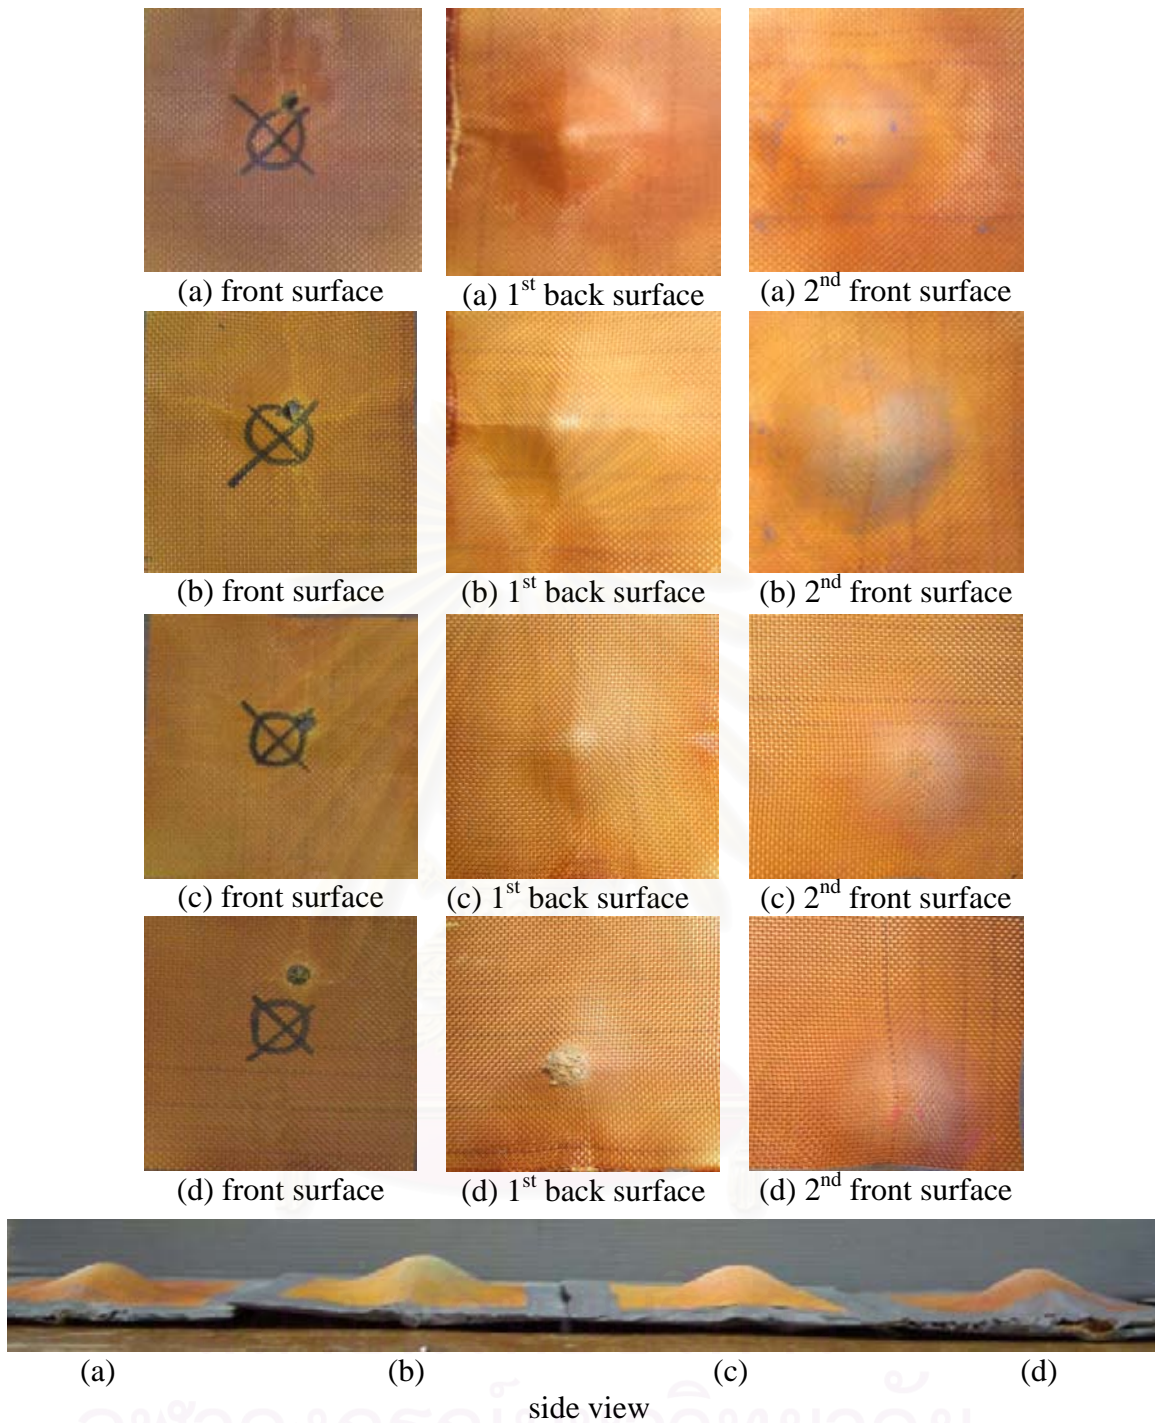 (a) front surface (a) 1st back surface (a) 2nd front surface
(b) front surface (b) 1st back surface (b) 2nd front surface
(c) front surface (c) 1st back surface (c) 2nd front surface
(d) front surface (d) 1st back surface (d) 2nd front surface
(a) (b) (c) (d)
side view